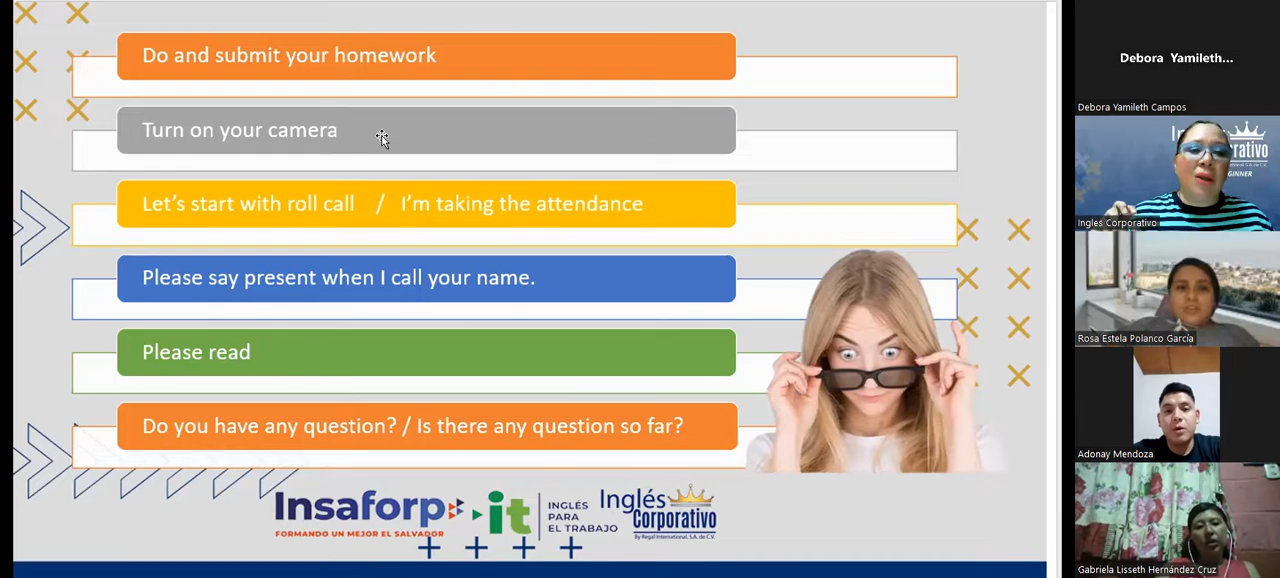 Do and submit your homework
Turn on your camera
Let's start with roll call / I'm taking the attendance
Please say present when I call your name.
Please read
Do you have any question? / Is there any question so far?
Insaforp
FORMANDO UN MEJOR EL SALVADOR
it
INGLÉS
PARA
EL TRABAJO
Inglés
Corporativo
By Regal International, S.A. de C.V.
Debora Yamileth...
Debora Yamileth Campos
Ingles Corporativo
Rosa Estela Polanco García
Adonay Mendoza
Gabriela Lisseth Hernández Cruz